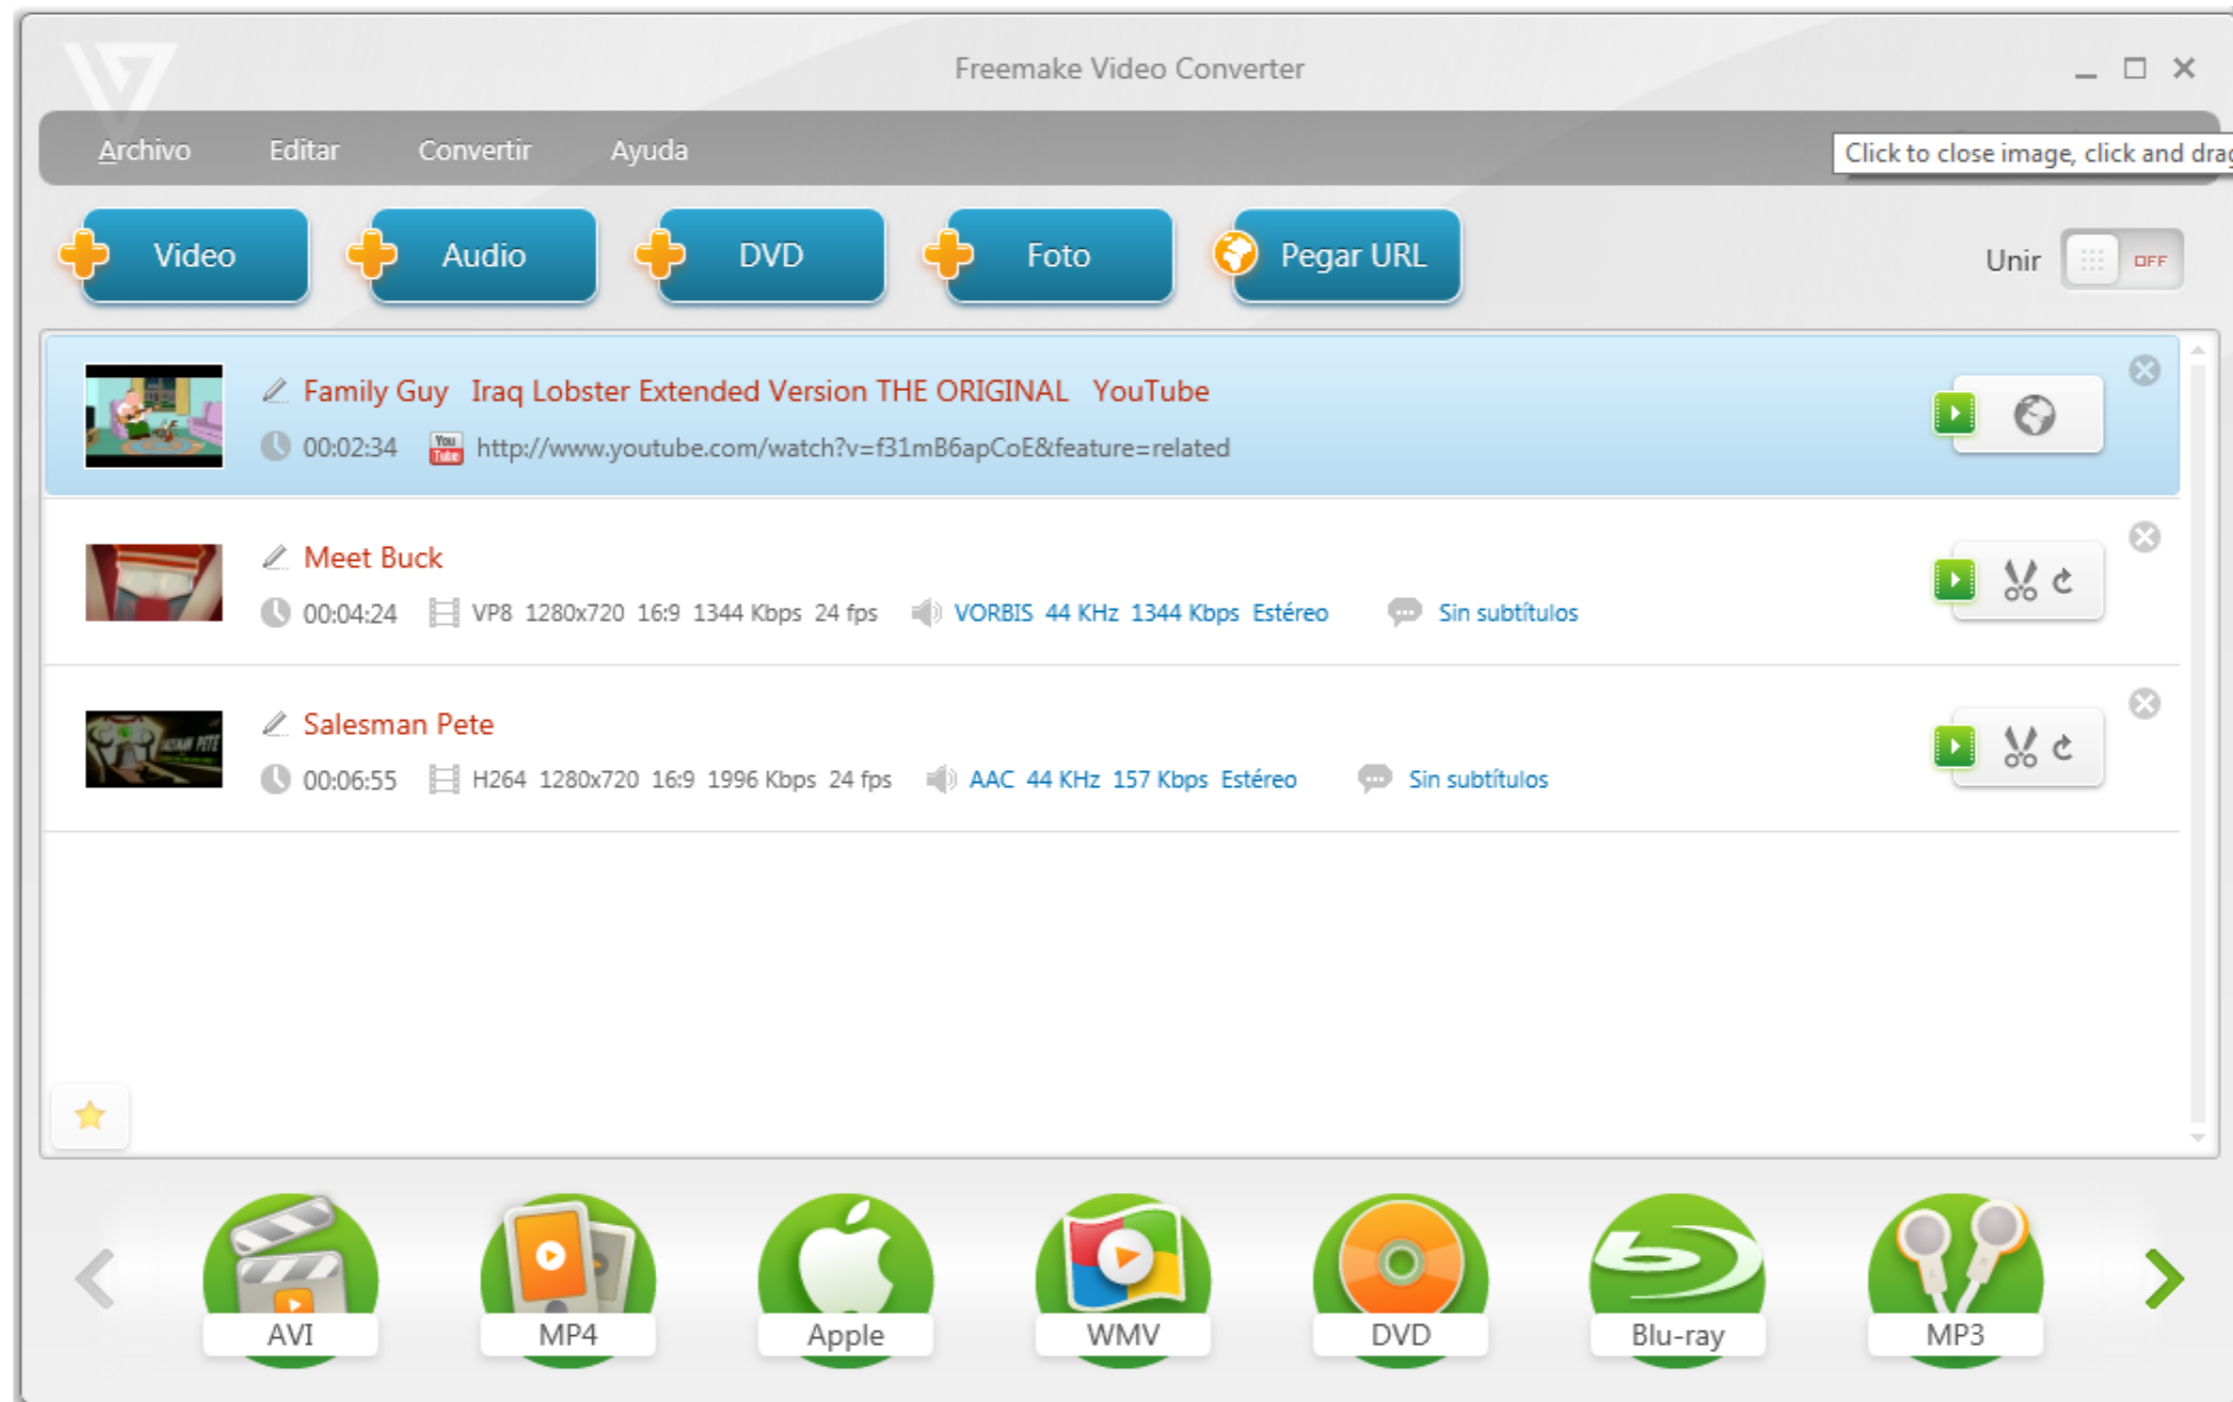 Freemake Video Converter
Archivo Editar Convertir Ayuda
Click to close image, click and drag
Video Audio DVD Foto Pegar URL Unir OFF
Family Guy Iraq Lobster Extended Version THE ORIGINAL YouTube
00:02:34 You Tube http://www.youtube.com/watch?v=f31mB6apCoE&feature=related
Meet Buck
00:04:24 VP8 1280x720 16:9 1344 Kbps 24 fps VORBIS 44 KHz 1344 Kbps Estéreo Sin subtítulos
SALESMAN PETE
Salesman Pete
00:06:55 H264 1280x720 16:9 1996 Kbps 24 fps AAC 44 KHz 157 Kbps Estéreo Sin subtítulos
AVI MP4 Apple WMV DVD Blu-ray MP3